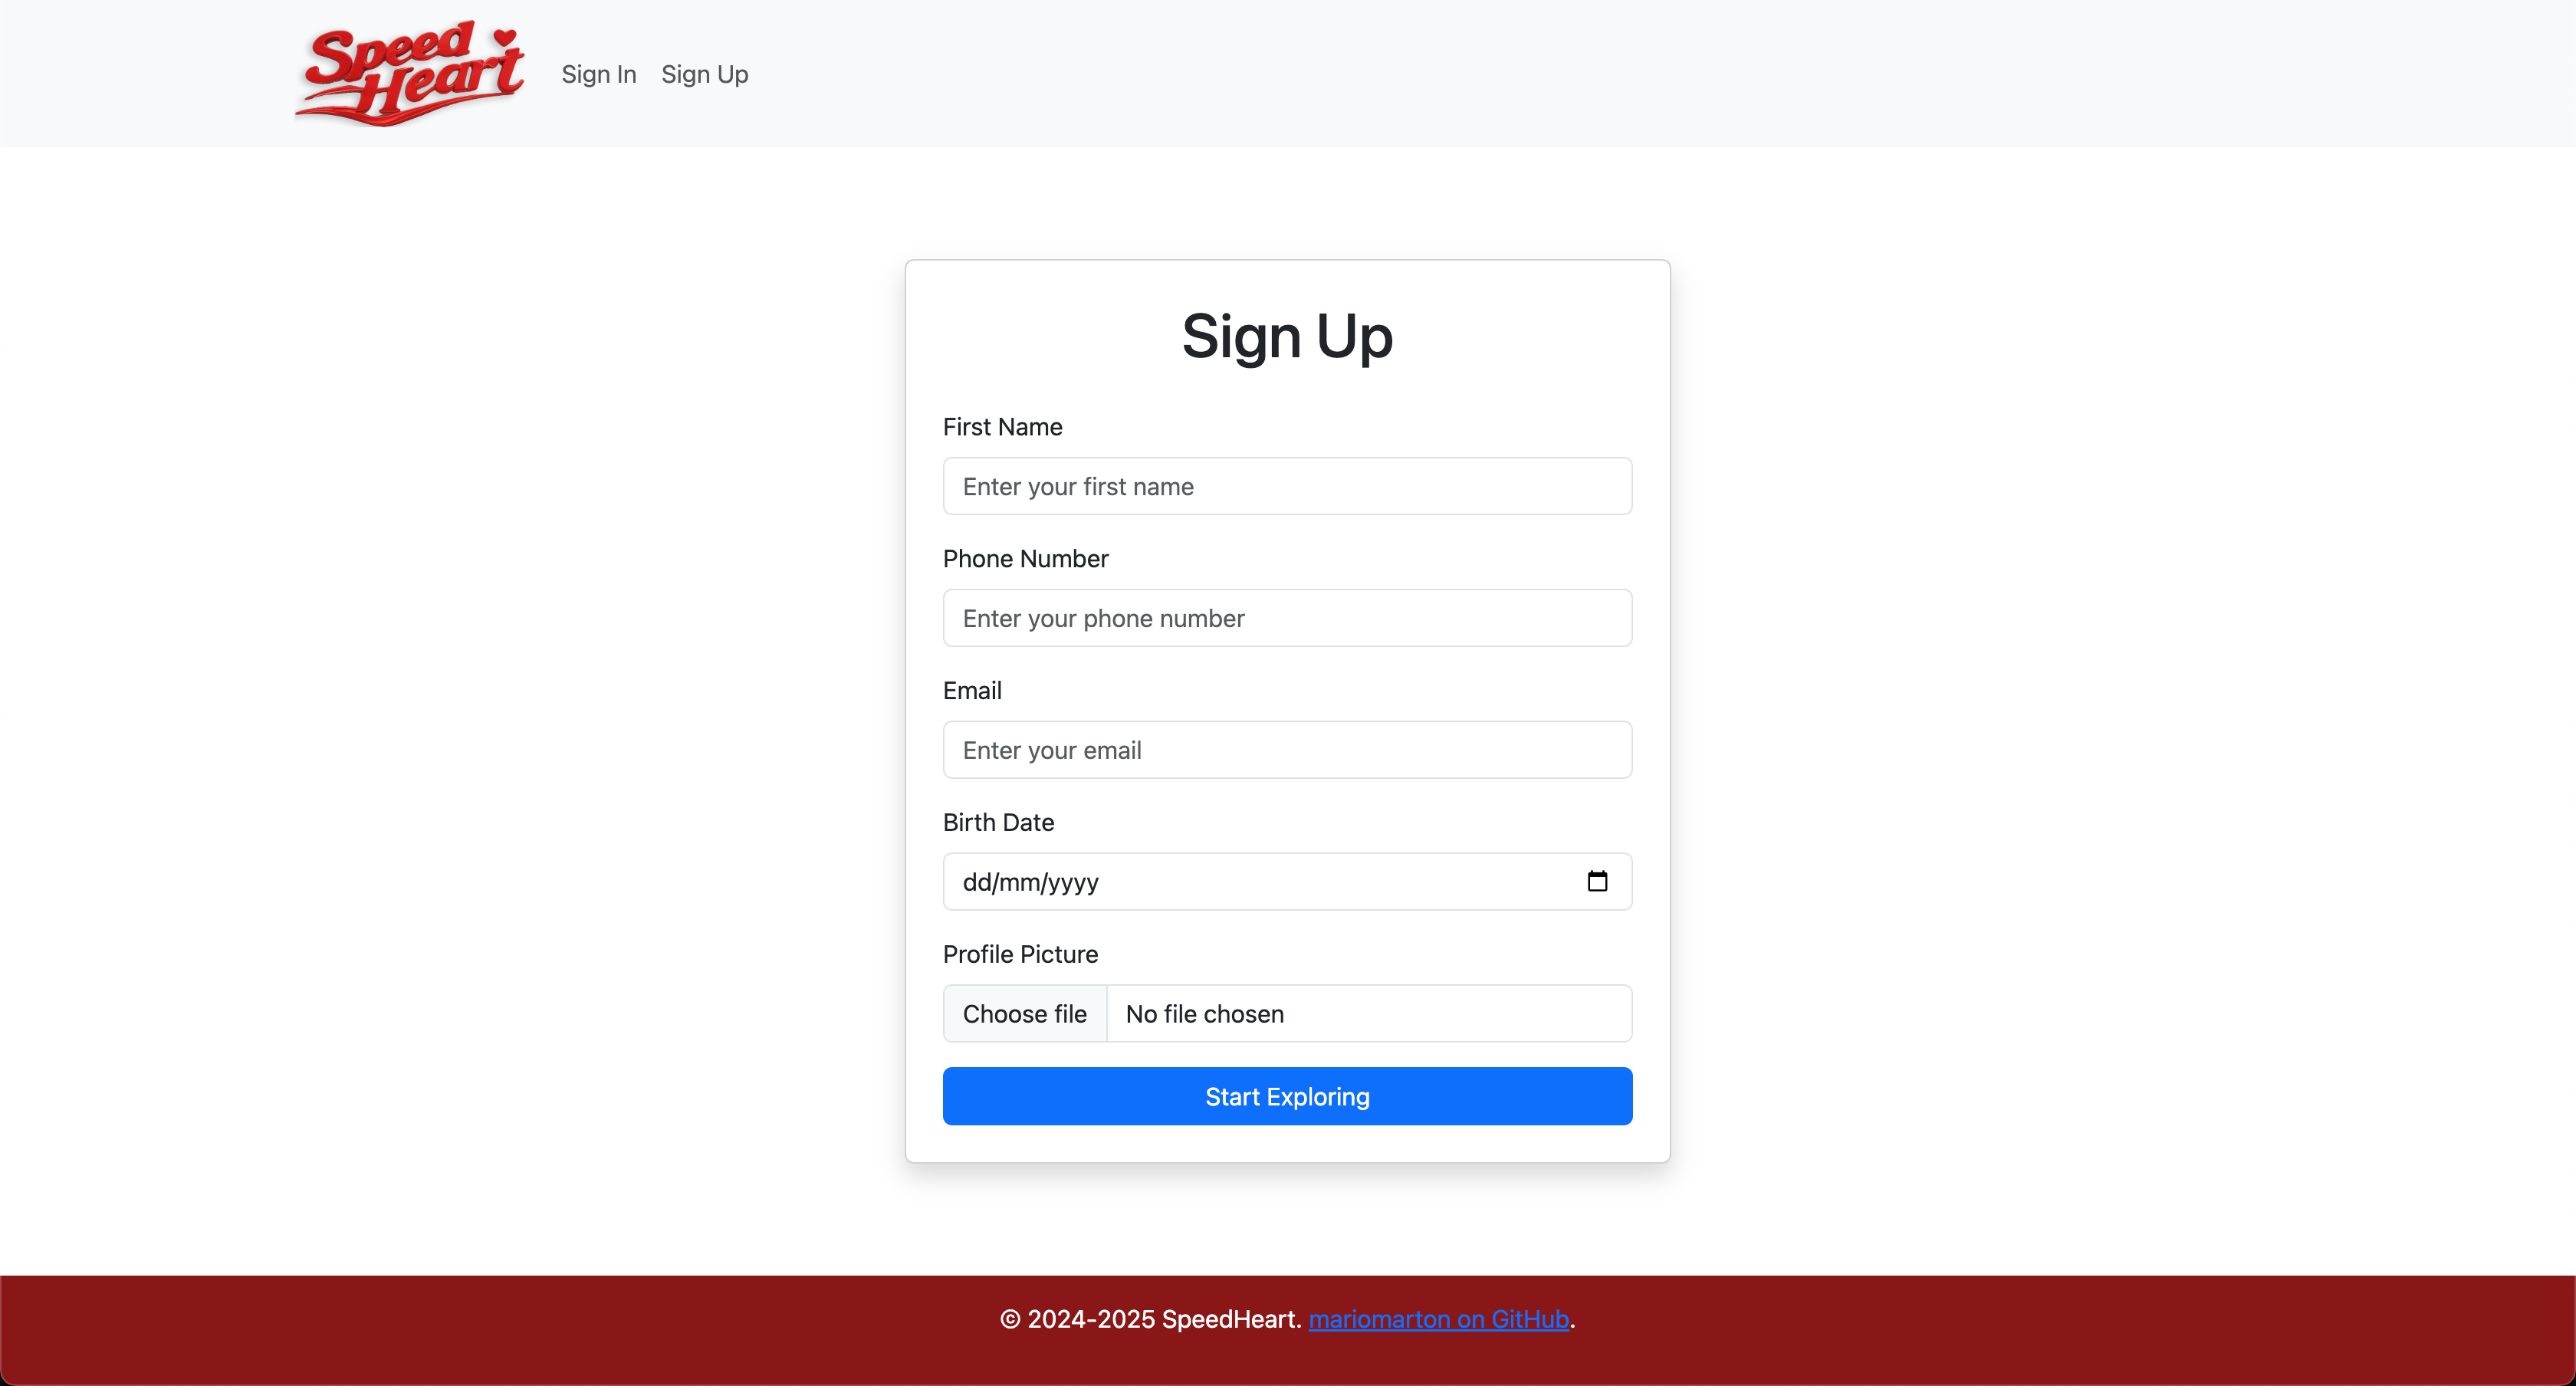 Speed
Heart
Sign In Sign Up
Sign Up
First Name
Enter your first name
Phone Number
Enter your phone number
Email
Enter your email
Birth Date
dd/mm/yyyy
Profile Picture
Choose file No file chosen
Start Exploring
© 2024-2025 SpeedHeart. mariomarton on GitHub.